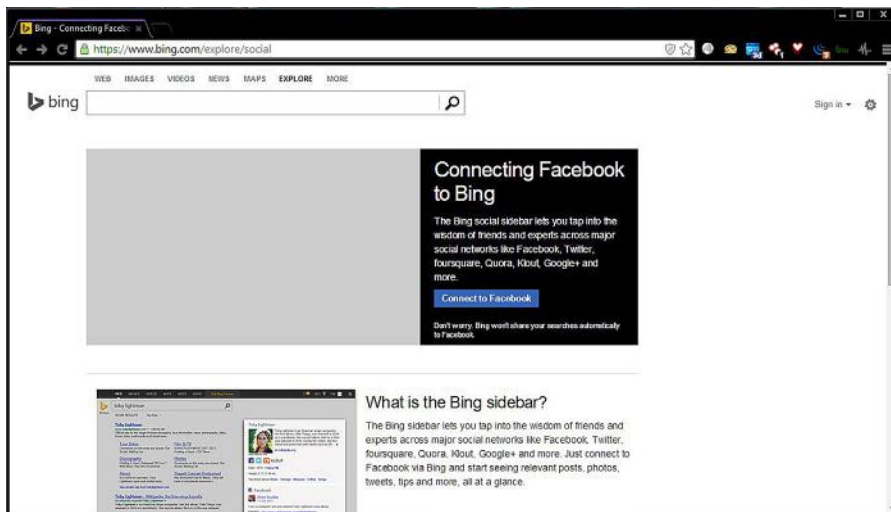 Bing - Connecting Faceb
https://www.bing.com/explore/social
WEB IMAGES VIDEOS NEWS MAPS EXPLORE MORE
bing
Sign in
Connecting Facebook
to Bing
The Bing social sidebar lets you tap into the
wisdom of friends and experts across major
social networks like Facebook, Twitter,
foursquare, Quora, Klout, Google+ and
more.
Connect to Facebook
Don't worry. Bing won't share your searches automatically
to Facebook.
What is the Bing sidebar?
The Bing sidebar lets you tap into the wisdom of friends and
experts across major social networks like Facebook, Twitter,
foursquare, Quora, Klout, Google+ and more. Just connect to
Facebook via Bing and start seeing relevant posts, photos,
tweets, tips and more, all at a glance.